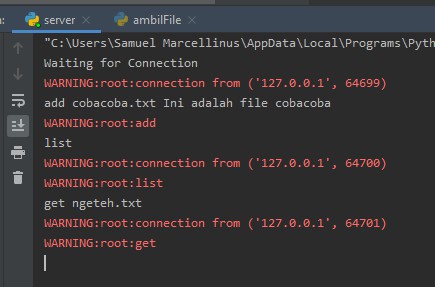 server ambilFile
"C:\Users\Samuel Marcellinus\AppData\Local\Programs\Pyth
Waiting for Connection
WARNING:root:connection from ('127.0.0.1', 64699)
add cobacoba.txt Ini adalah file cobacoba
WARNING:root:add
list
WARNING:root:connection from ('127.0.0.1', 64700)
WARNING:root:list
get ngeteh.txt
WARNING:root:connection from ('127.0.0.1', 64701)
WARNING:root:get